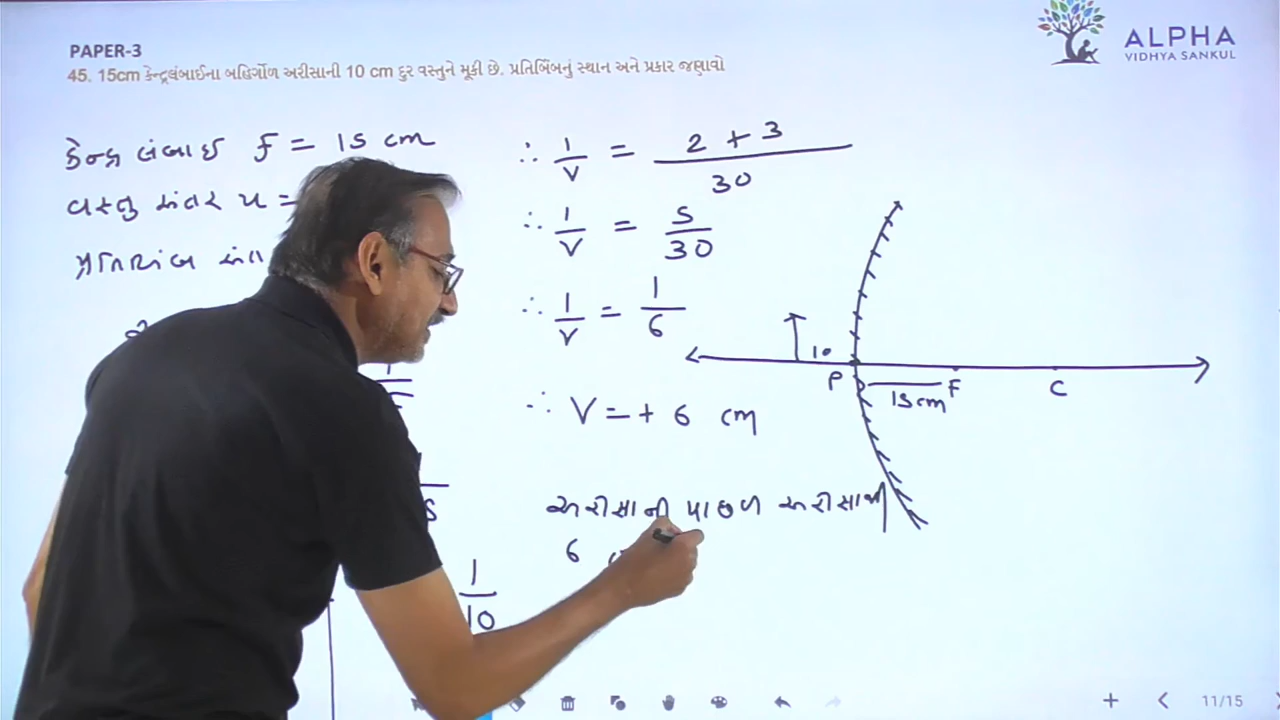 PAPER-3
45. 15cm કેન્દ્રલંબાઈના બહિર્ગોળ અરીસાની 10 cm દુર વસ્તુને મૂકી છે. પ્રતિબિંબનું સ્થાન અને પ્રકાર જણાવો
ALPHA
VIDHYA SANKUL
કેન્દ્ર લંબાઈ f = 15 cm
વસ્તુ અંતર u =
પ્રતિબિંબ અંત
1
10
∴ 1/v = 2 + 3 / 30
∴ 1/v = 5/30
∴ 1/v = 1/6
∴ V = + 6 cm
અરીસાની પાછળ અરીસાથી
6
10
P
F
C
15cm
11/15